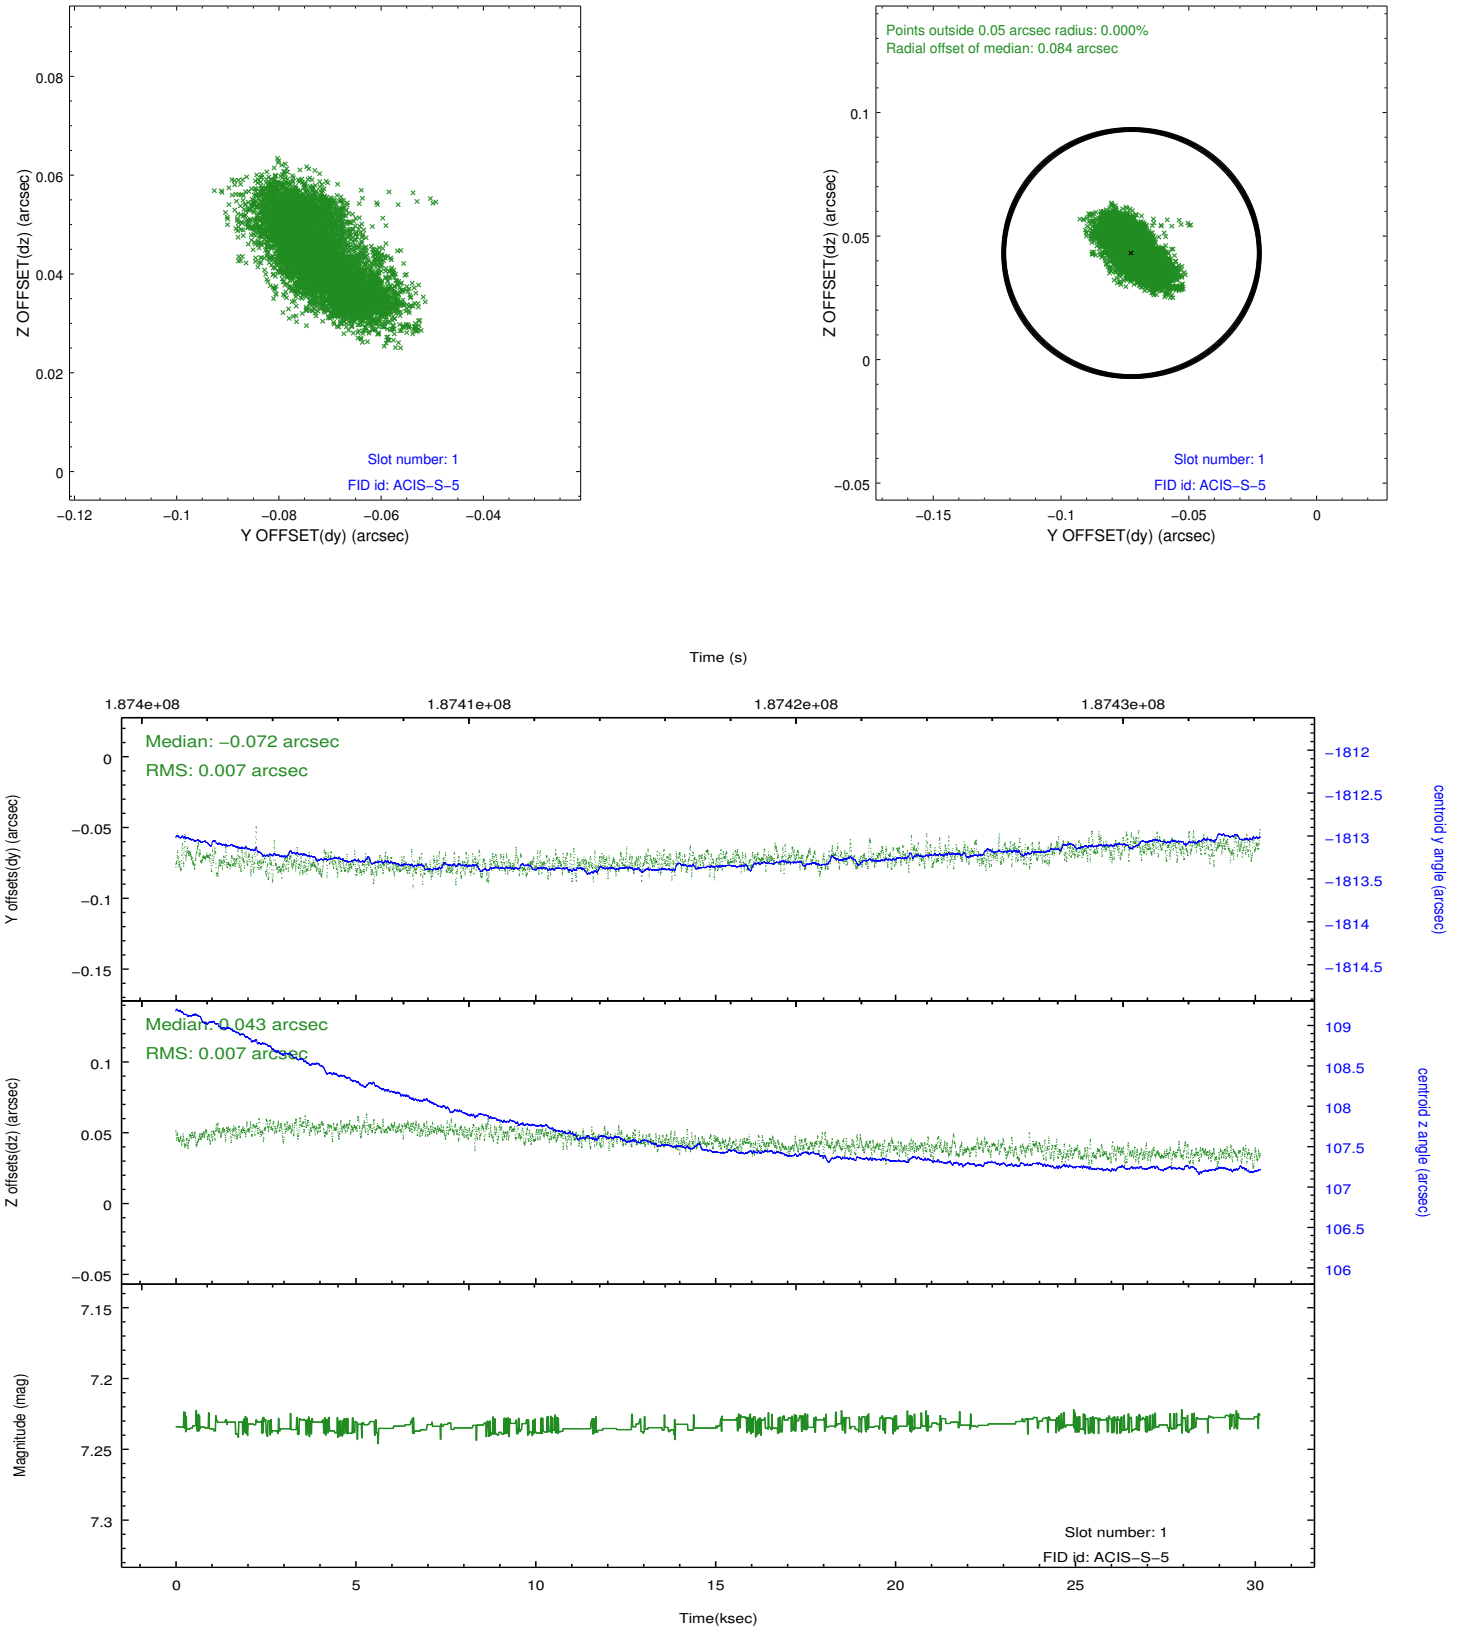 0.08
0.06
0.04
0.02
0
Z OFFSET(dz) (arcsec)
Slot number: 1
FID id: ACIS−S−5
−0.12 −0.1 −0.08 −0.06 −0.04
Y OFFSET(dy) (arcsec)
Points outside 0.05 arcsec radius: 0.000%
Radial offset of median: 0.084 arcsec
0.1
0.05
0
−0.05
Z OFFSET(dz) (arcsec)
Slot number: 1
FID id: ACIS−S−5
−0.15 −0.1 −0.05 0
Y OFFSET(dy) (arcsec)
Time (s)
1.874e+08 1.8741e+08 1.8742e+08 1.8743e+08
Median: −0.072 arcsec
RMS: 0.007 arcsec
0
−0.05
−0.1
−0.15
Y offsets(dy) (arcsec)
−1812
−1812.5
−1813
−1813.5
−1814
−1814.5
centroid y angle (arcsec)
Median: 0.043 arcsec
RMS: 0.007 arcsec
0.1
0.05
0
−0.05
Z offsets(dz) (arcsec)
109
108.5
108
107.5
107
106.5
106
centroid z angle (arcsec)
7.15
7.2
7.25
7.3
Magnitude (mag)
Slot number: 1
FID id: ACIS−S−5
0 5 10 15 20 25 30
Time(ksec)